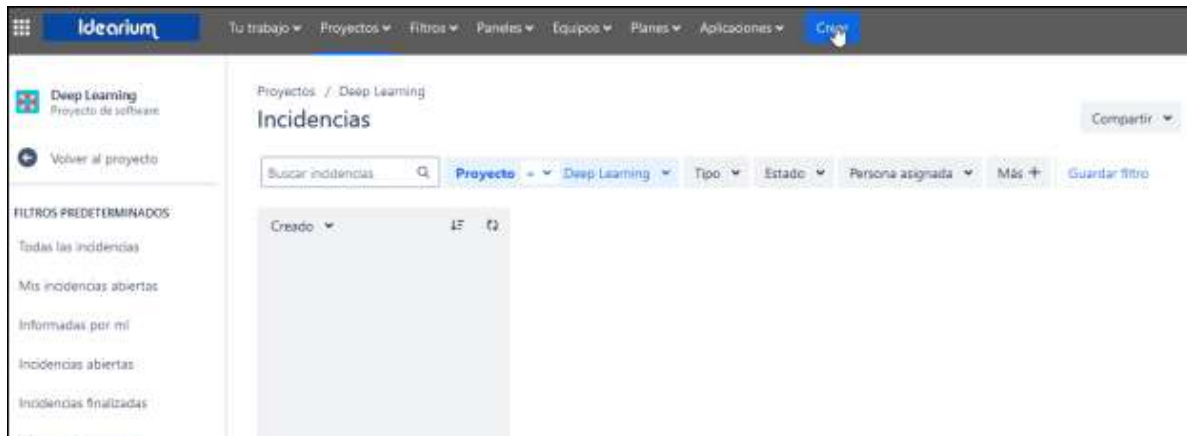 Idearium
Tu trabajo Proyectos Filtros Paneles Equipos Planes Aplicaciones Crear
Deep Learning
Proyecto de software
Volver al proyecto
FILTROS PREDETERMINADOS
Todas las incidencias
Mis incidencias abiertas
Informadas por mí
Incidencias abiertas
Incidencias finalizadas
Proyectos / Deep Learning
Incidencias
Compartir
Buscar incidencias Proyecto = Deep Learning Tipo Estado Persona asignada Más + Guardar filtro
Creado